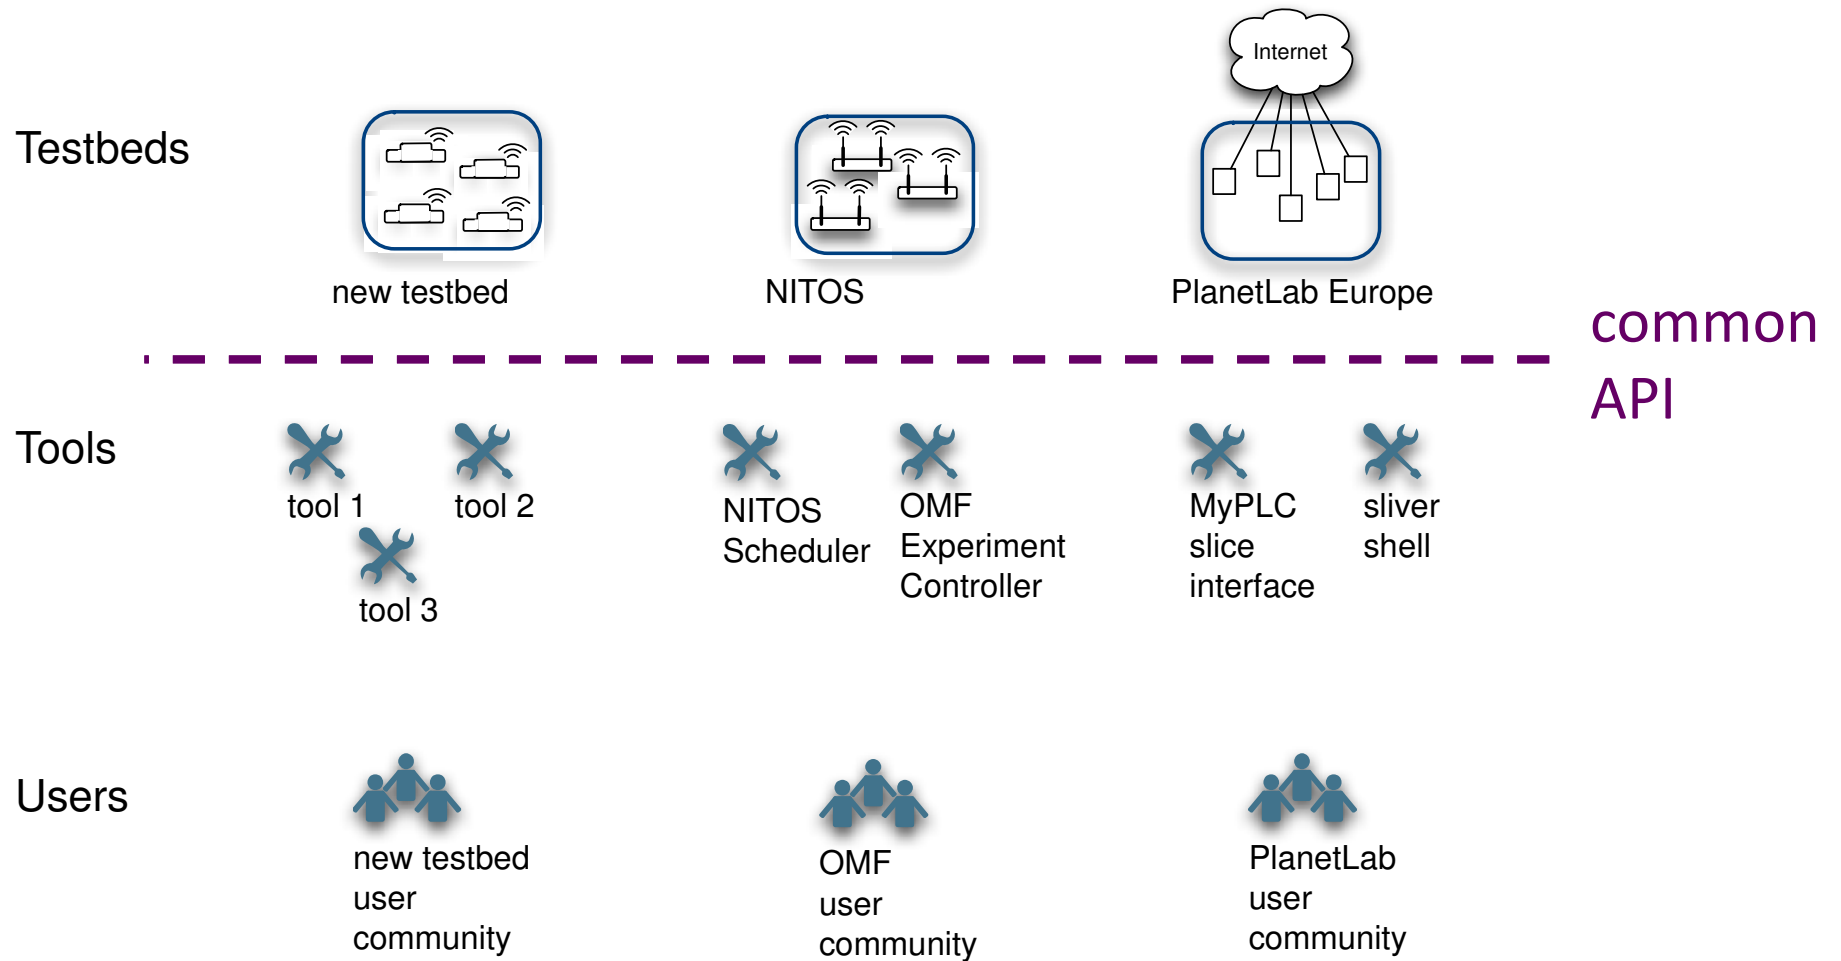 Internet
Testbeds
new testbed
NITOS
PlanetLab Europe
common
API
Tools
tool 1
tool 2
tool 3
NITOS
Scheduler
OMF
Experiment
Controller
MyPLC
slice
interface
sliver
shell
Users
new testbed
user
community
OMF
user
community
PlanetLab
user
community